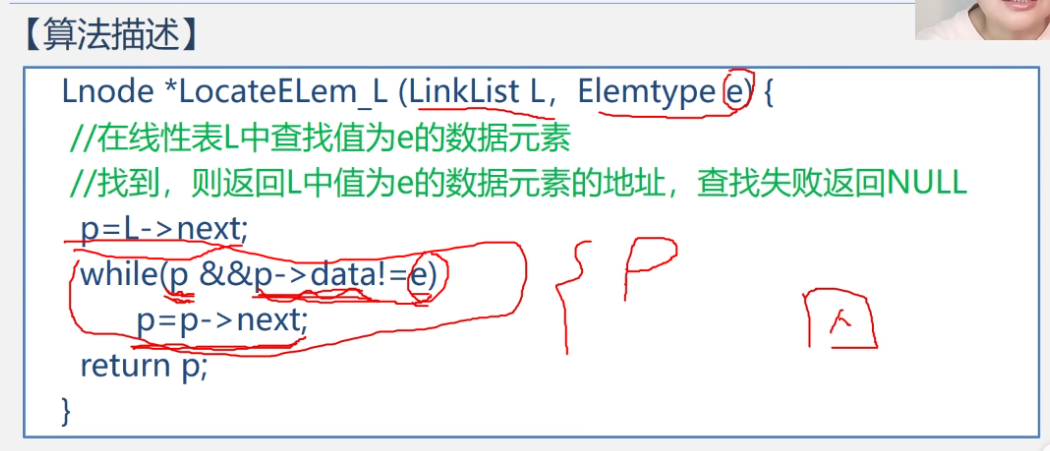 【算法描述】
Lnode *LocateELem_L (LinkList L, Elemtype e) {
//在线性表L中查找值为e的数据元素
//找到，则返回L中值为e的数据元素的地址，查找失败返回NULL
p=L->next;
while(p &&p->data!=e)
p=p->next;
return p;
}
{ P